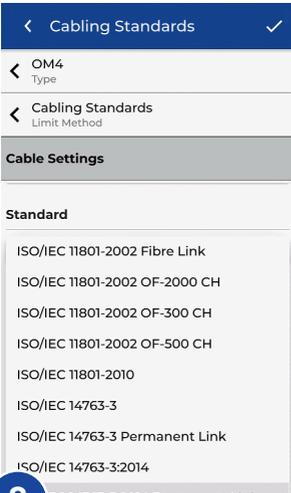 Cabling Standards
OM4
Type
Cabling Standards
Limit Method
Cable Settings
Standard
ISO/IEC 11801-2002 Fibre Link
ISO/IEC 11801-2002 OF-2000 CH
ISO/IEC 11801-2002 OF-300 CH
ISO/IEC 11801-2002 OF-500 CH
ISO/IEC 11801-2010
ISO/IEC 14763-3
ISO/IEC 14763-3 Permanent Link
ISO/IEC 14763-3:2014